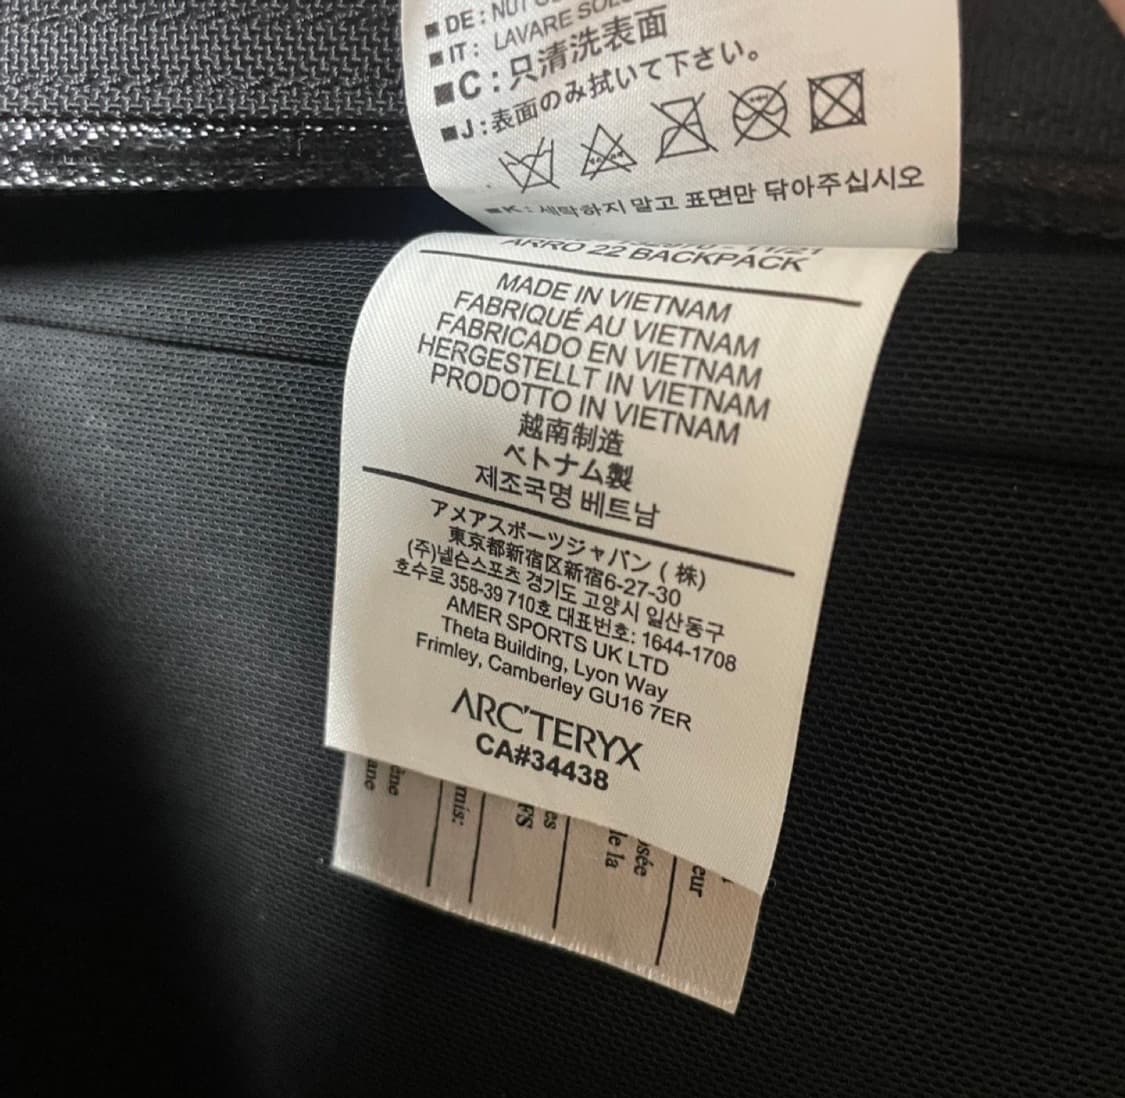 ■DE: NUT
■IT: LAVARE
■C:只清洗表面
■J:表面のみ拭いて下さい。
■K: 세탁하지 말고 표면만 닦아주십시오
ARRO 22 BACKPACK
MADE IN VIETNAM
FABRIQUÉ AU VIETNAM
FABRICADO EN VIETNAM
HERGESTELLT IN VIETNAM
PRODOTTO IN VIETNAM
越南制造
ベトナム製
제조국명 베트남
アメアスポーツジャパン ( 株)
東京都新宿区新宿6-27-30
(주)넬슨스포츠 경기도 고양시 일산동구
호수로 358-39 710호 대표번호: 1644-1708
AMER SPORTS UK LTD
Theta Building, Lyon Way
Frimley, Camberley GU16 7ER
ARC'TERYX
CA#34438
mis:
de la